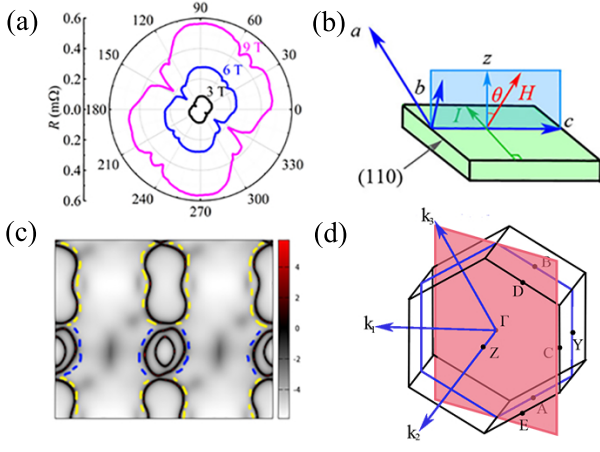 (a)
0.6
0.4
0.2
0.0
0.2
0.4
0.6
R (mΩ)
90
60
30
0
330
300
270
240
210
180
150
120
9 T
6 T
3 T
(b)
a
b
z
θ
H
I
c
(110)
(c)
4
2
0
-2
-4
(d)
k3
B
D
Γ
k1
Y
Z
C
A
E
k2